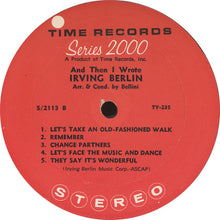 TIME RECORDS
Series 2000
A Product of Time Records, Inc.
And Then I Wrote
IRVING BERLIN
Arr. & Cond. by Bellini
S/2113 B TY-285
1. LET'S TAKE AN OLD-FASHIONED WALK
2. REMEMBER
3. CHANGE PARTNERS
4. LET'S FACE THE MUSIC AND DANCE
5. THEY SAY IT'S WONDERFUL
(Irving Berlin Music Corp.-ASCAP)
STEREO